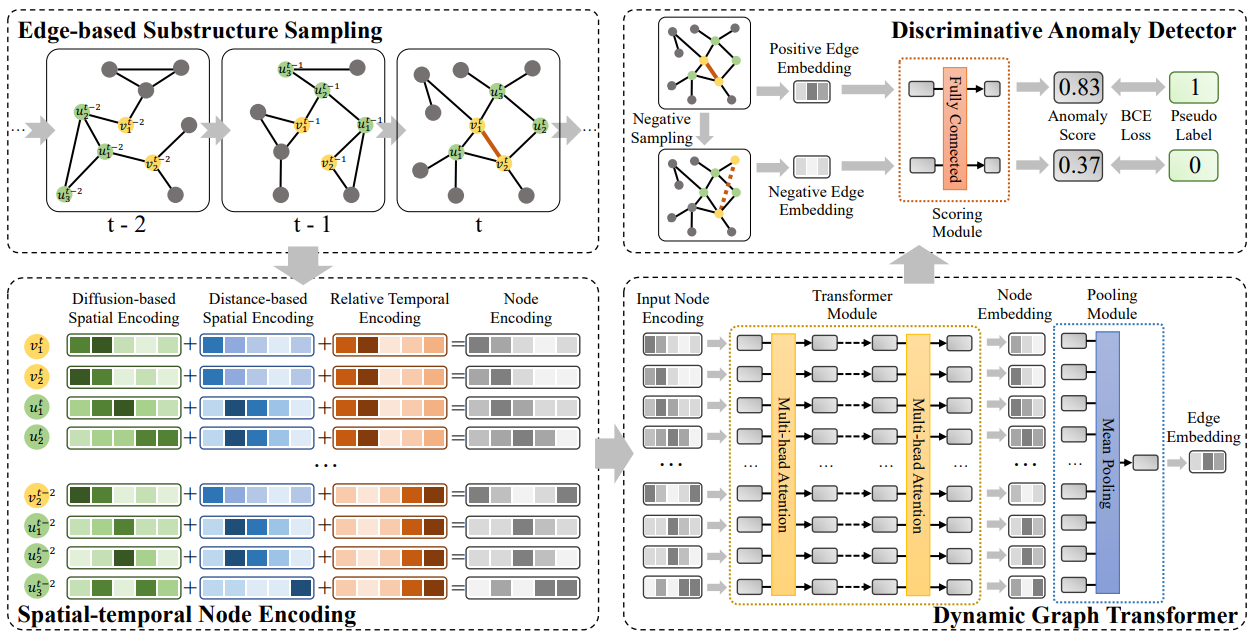 Edge-based Substructure Sampling
u_2^{t-2}
v_1^{t-2}
u_1^{t-2}
v_2^{t-2}
u_3^{t-2}
t - 2
u_3^{t-1}
u_2^{t-1}
v_1^{t-1}
u_1^{t-1}
v_2^{t-1}
t - 1
u_3^t
v_1^t
u_2^t
u_1^t
v_2^t
t
...
...
Discriminative Anomaly Detector
Negative
Sampling
Positive Edge
Embedding
Negative Edge
Embedding
Fully Connected
Scoring
Module
0.83
Anomaly
Score
0.37
BCE
Loss
1
Pseudo
Label
0
Diffusion-based
Spatial Encoding
Distance-based
Spatial Encoding
Relative Temporal
Encoding
Node
Encoding
v_1^t + + =
v_2^t + + =
u_1^t + + =
u_2^t + + =
...
v_2^{t-2} + + =
u_1^{t-2} + + =
u_2^{t-2} + + =
u_3^{t-2} + + =
Spatial-temporal Node Encoding
Input Node
Encoding
Transformer
Module
Node
Embedding
Pooling
Module
Multi-head Attention
Multi-head Attention
Mean Pooling
Edge
Embedding
... ... ... ... ... ...
Dynamic Graph Transformer